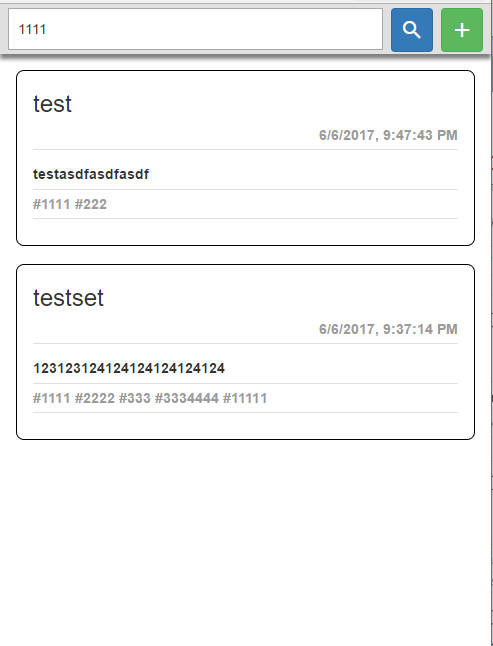 1111
test
6/6/2017, 9:47:43 PM
testasdfasdfasdf
#1111 #222
testset
6/6/2017, 9:37:14 PM
123123124124124124124124
#1111 #2222 #333 #3334444 #11111